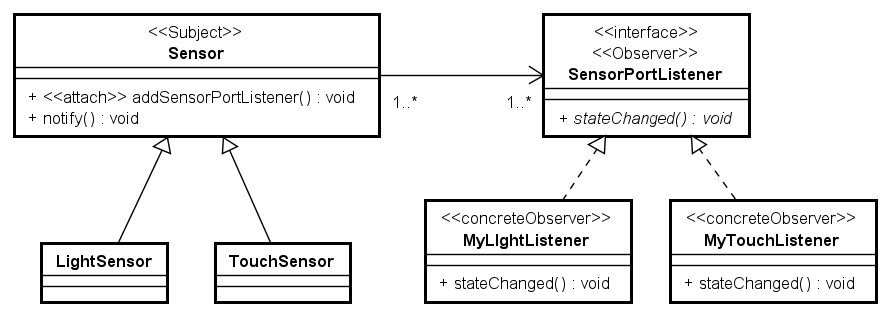 <<Subject>>
Sensor
+ <<attach>> addSensorPortListener() : void
+ notify() : void
1..*
1..*
<<interface>>
<<Observer>>
SensorPortListener
+ stateChanged() : void
LightSensor
TouchSensor
<<concreteObserver>>
MyLIghtListener
+ stateChanged() : void
<<concreteObserver>>
MyTouchListener
+ stateChanged() : void